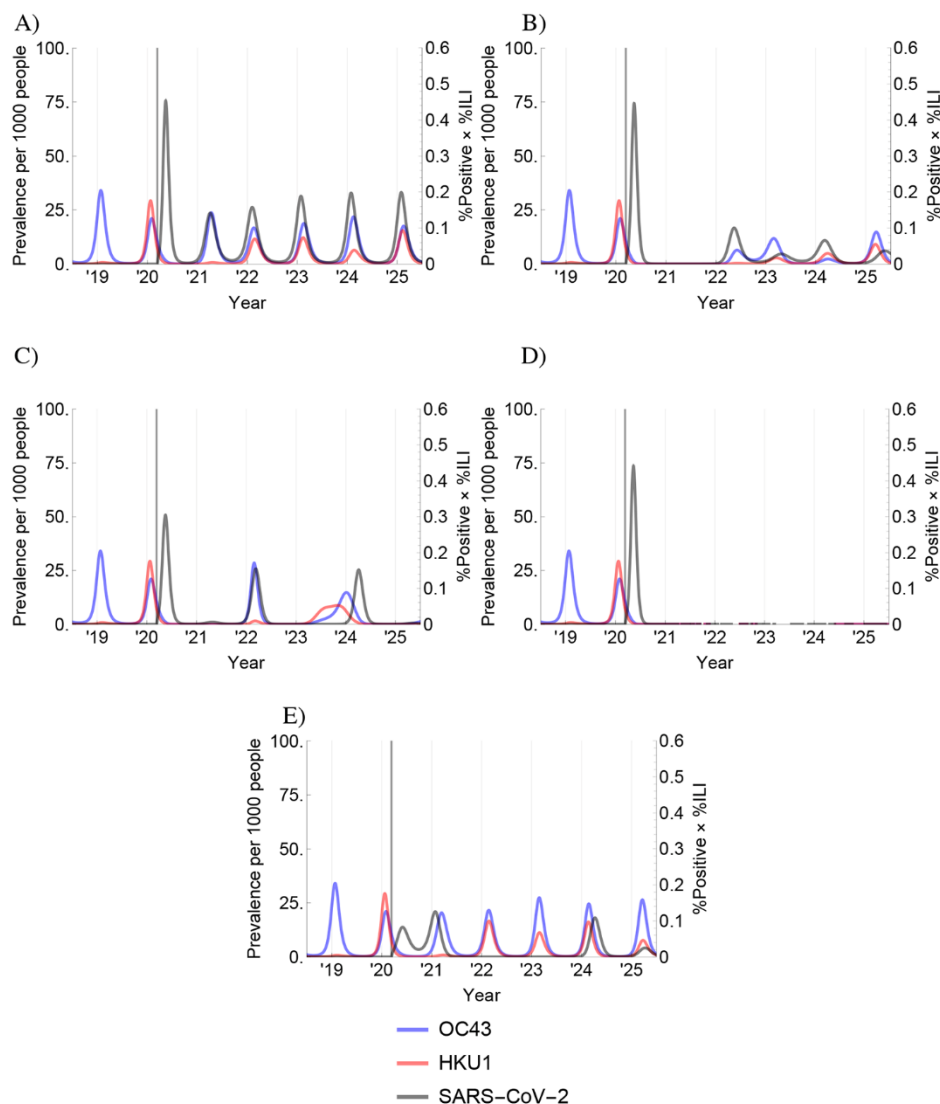 A)
B)
100.
75.
50.
25.
0.
Prevalence per 1000 people
0.6
0.5
0.4
0.3
0.2
0.1
0
%Positive × %ILI
'19 '20 '21 '22 '23 '24 '25
Year
100.
75.
50.
25.
0.
Prevalence per 1000 people
0.6
0.5
0.4
0.3
0.2
0.1
0
%Positive × %ILI
'19 '20 '21 '22 '23 '24 '25
Year
C)
D)
100.
75.
50.
25.
0.
Prevalence per 1000 people
0.6
0.5
0.4
0.3
0.2
0.1
0
%Positive × %ILI
'19 '20 '21 '22 '23 '24 '25
Year
100.
75.
50.
25.
0.
Prevalence per 1000 people
0.6
0.5
0.4
0.3
0.2
0.1
0
%Positive × %ILI
'19 '20 '21 '22 '23 '24 '25
Year
E)
100.
75.
50.
25.
0.
Prevalence per 1000 people
0.6
0.5
0.4
0.3
0.2
0.1
0
%Positive × %ILI
'19 '20 '21 '22 '23 '24 '25
Year
OC43
HKU1
SARS−CoV−2